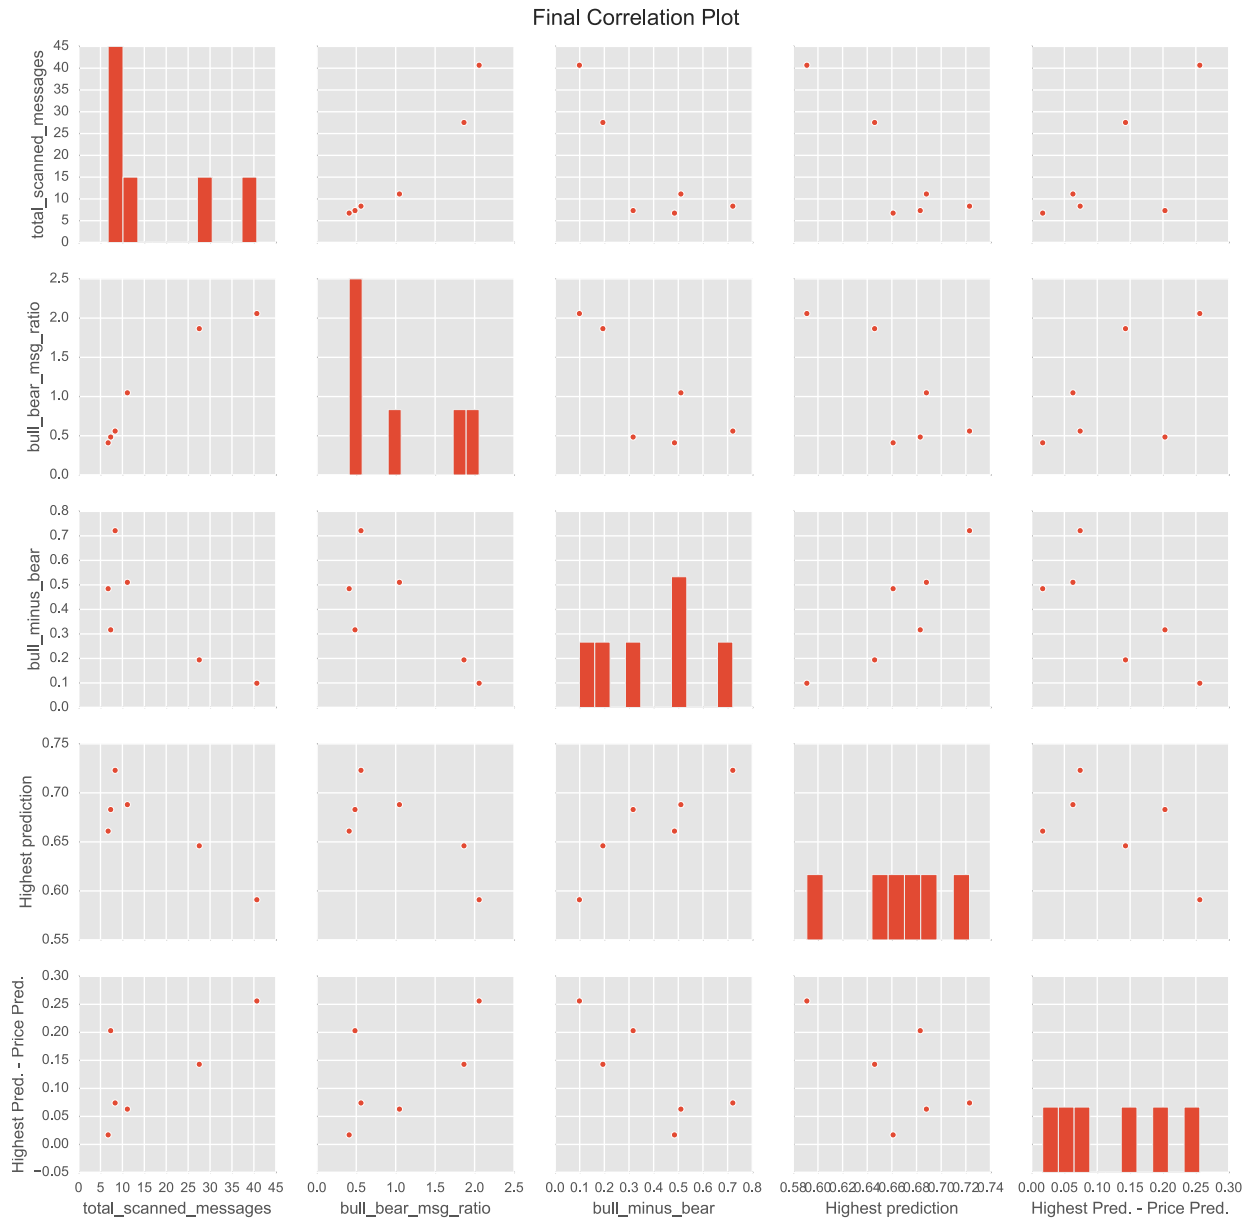 Final Correlation Plot
total_scanned_messages
45
40
35
30
25
20
15
10
5
0
bull_bear_msg_ratio
2.5
2.0
1.5
1.0
0.5
0.0
bull_minus_bear
0.8
0.7
0.6
0.5
0.4
0.3
0.2
0.1
0.0
Highest prediction
0.75
0.70
0.65
0.60
0.55
Highest Pred. - Price Pred.
0.30
0.25
0.20
0.15
0.10
0.05
0.00
−0.05
0 5 10 15 20 25 30 35 40 45
total_scanned_messages
0.0 0.5 1.0 1.5 2.0 2.5
bull_bear_msg_ratio
0.0 0.1 0.2 0.3 0.4 0.5 0.6 0.7 0.8
bull_minus_bear
0.58 0.60 0.62 0.64 0.66 0.68 0.70 0.72 0.74
Highest prediction
0.00 0.05 0.10 0.15 0.20 0.25 0.30
Highest Pred. - Price Pred.